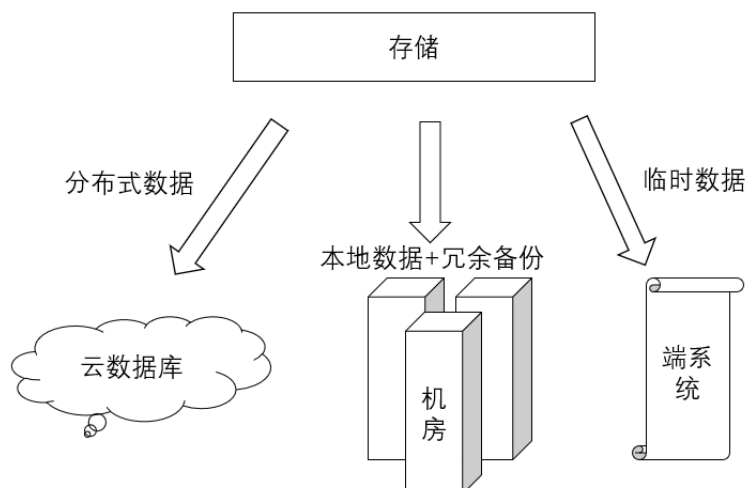 存储
分布式数据
临时数据
本地数据+冗余备份
云数据库
机
房
端系
统